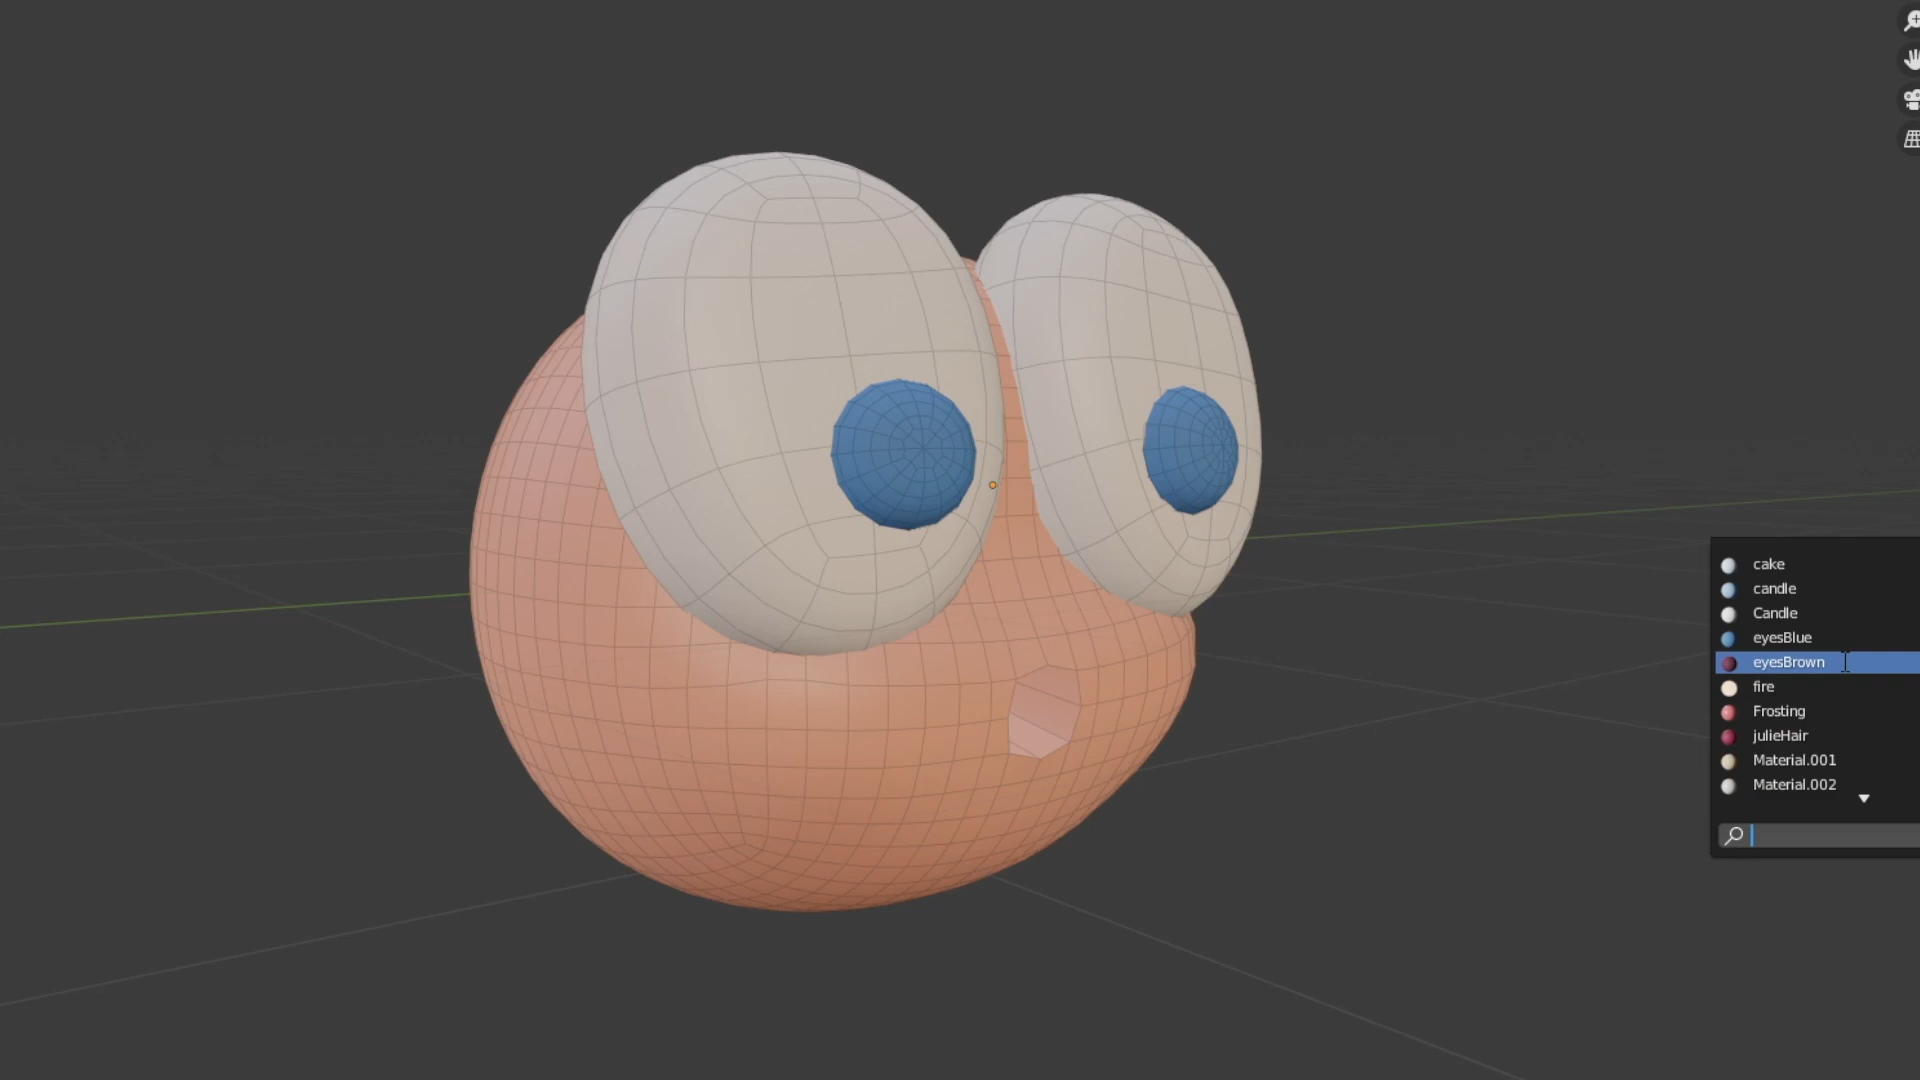 cake
candle
Candle
eyesBlue
eyesBrown
fire
Frosting
julieHair
Material.001
Material.002